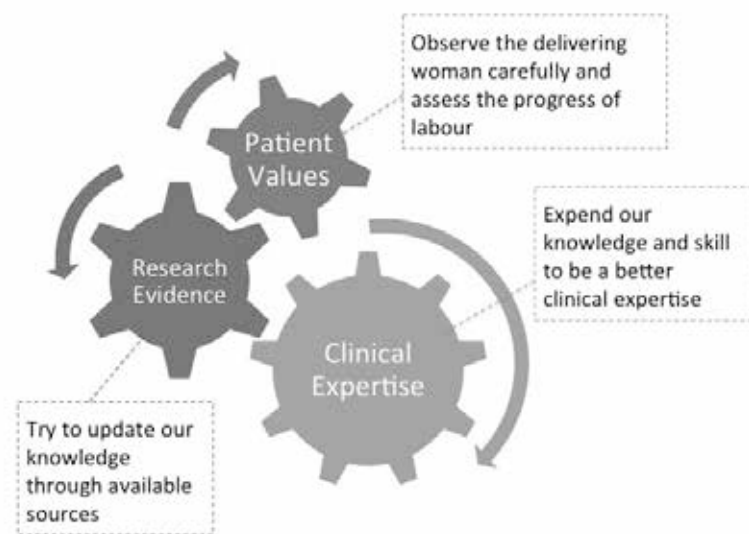 Observe the delivering
woman carefully and
assess the progress of
labour
Patient
Values
Expend our
knowledge and skill
to be a better
clinical expertise
Research
Evidence
Clinical
Expertise
Try to update our
knowledge
through available
sources